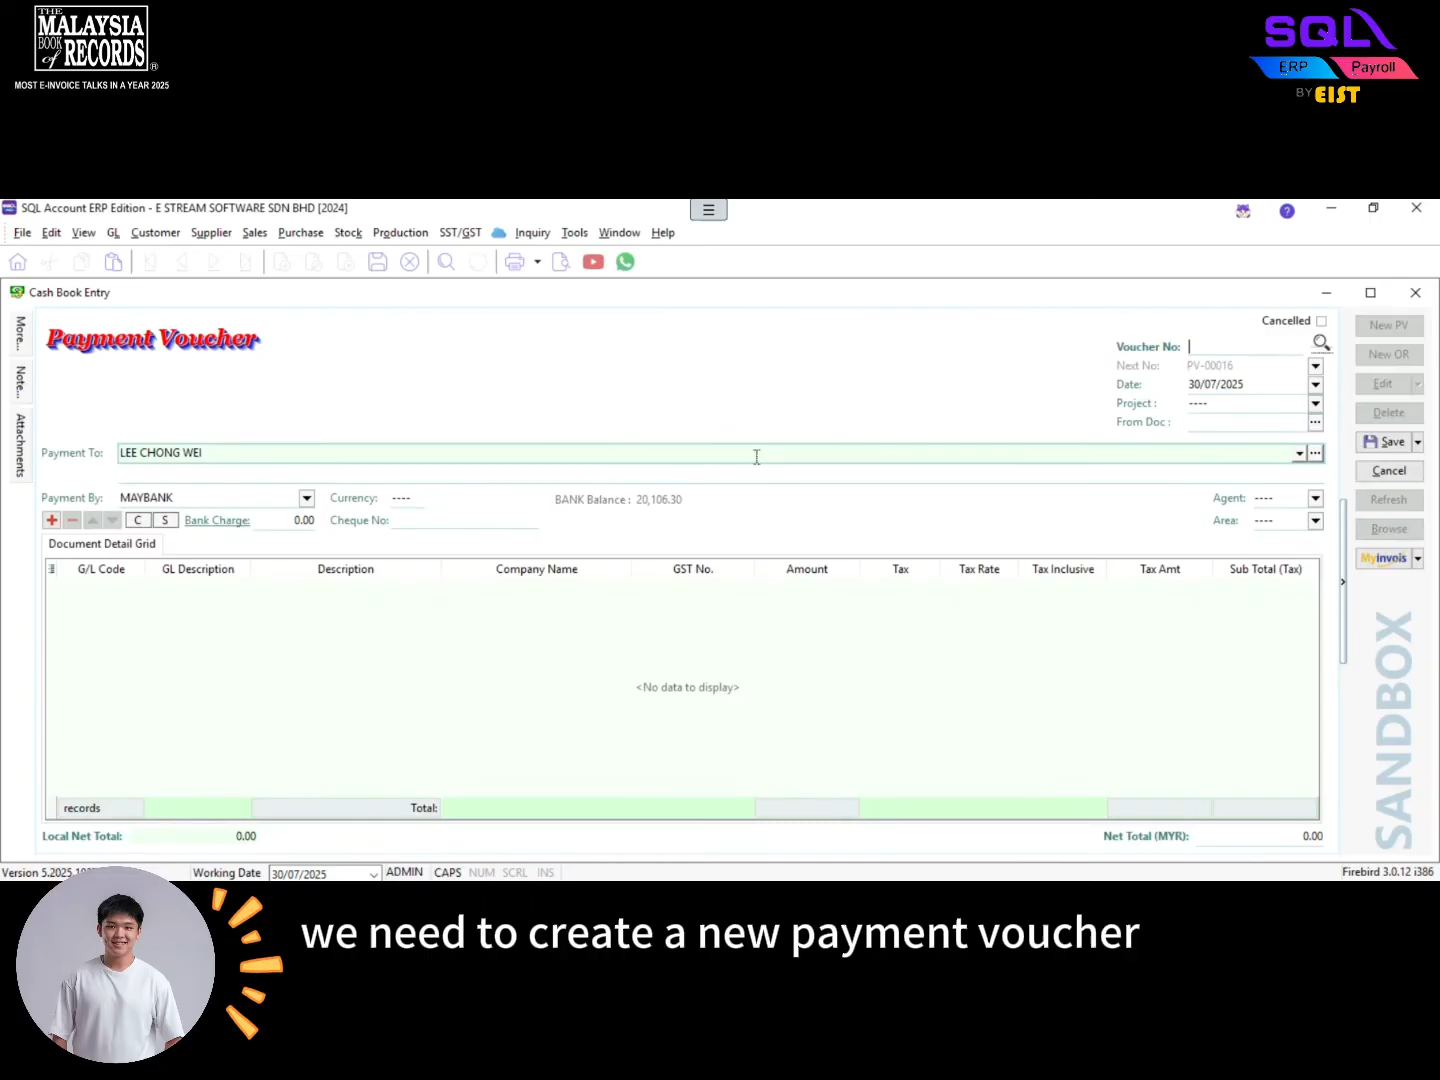 THE
MALAYSIA
BOOK
of RECORDS®
MOST E-INVOICE TALKS IN A YEAR 2025
SQL
ERP Payroll
BY EIST
SQL Account ERP Edition - E STREAM SOFTWARE SDN BHD [2024]
File Edit View GL Customer Supplier Sales Purchase Stock Production SST/GST Inquiry Tools Window Help
Cash Book Entry
More...
Note...
Attachments
Payment Voucher
Cancelled
Voucher No:
Next No: PV-00016
Date: 30/07/2025
Project : ----
From Doc :
Payment To: LEE CHONG WEI
Payment By: MAYBANK Currency: ---- BANK Balance : 20,106.30 Agent: ----
C S Bank Charge: 0.00 Cheque No: Area: ----
Document Detail Grid
G/L Code GL Description Description Company Name GST No. Amount Tax Tax Rate Tax Inclusive Tax Amt Sub Total (Tax)
<No data to display>
records Total:
Local Net Total: 0.00 Net Total (MYR): 0.00
New PV
New OR
Edit
Delete
Save
Cancel
Refresh
Browse
MyInvois
SANDBOX
Version 5.2025 Working Date 30/07/2025 ADMIN CAPS NUM SCRL INS Firebird 3.0.12 i386
we need to create a new payment voucher